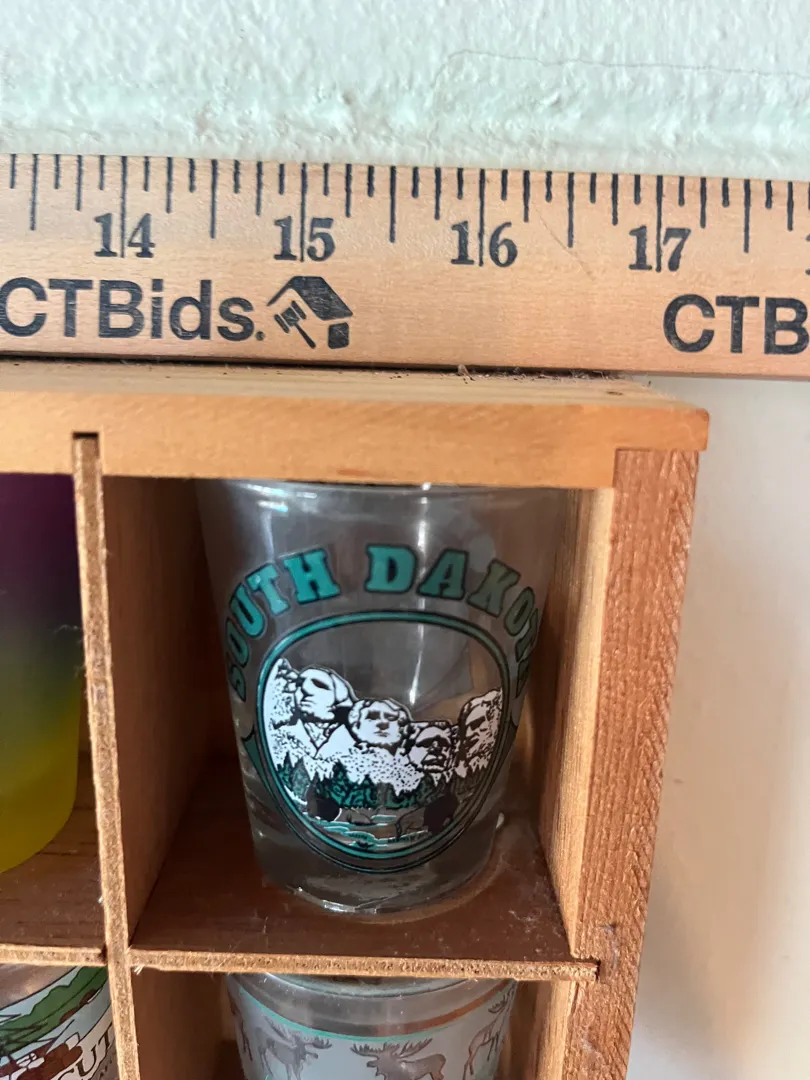 14 15 16 17
CTBids. CTB
SOUTH DAKOTA